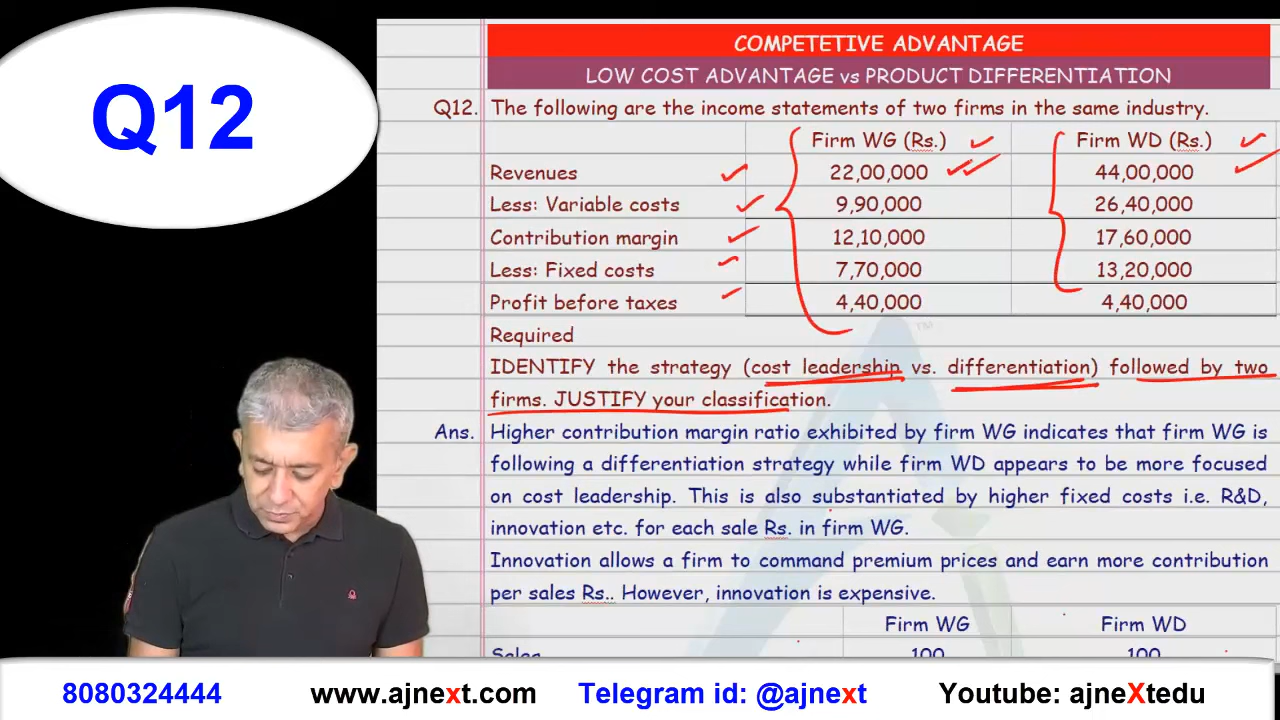 Q12
COMPETETIVE ADVANTAGE
LOW COST ADVANTAGE vs PRODUCT DIFFERENTIATION
Q12. The following are the income statements of two firms in the same industry.
Firm WG (Rs.) Firm WD (Rs.)
Revenues 22,00,000 44,00,000
Less: Variable costs 9,90,000 26,40,000
Contribution margin 12,10,000 17,60,000
Less: Fixed costs 7,70,000 13,20,000
Profit before taxes 4,40,000 4,40,000
Required
IDENTIFY the strategy (cost leadership vs. differentiation) followed by two
firms. JUSTIFY your classification.
Ans. Higher contribution margin ratio exhibited by firm WG indicates that firm WG is
following a differentiation strategy while firm WD appears to be more focused
on cost leadership. This is also substantiated by higher fixed costs i.e. R&D,
innovation etc. for each sale Rs. in firm WG.
Innovation allows a firm to command premium prices and earn more contribution
per sales Rs.. However, innovation is expensive.
Firm WG Firm WD
Sales 100 100
8080324444 www.ajnext.com Telegram id: @ajnext Youtube: ajneXtedu
TM